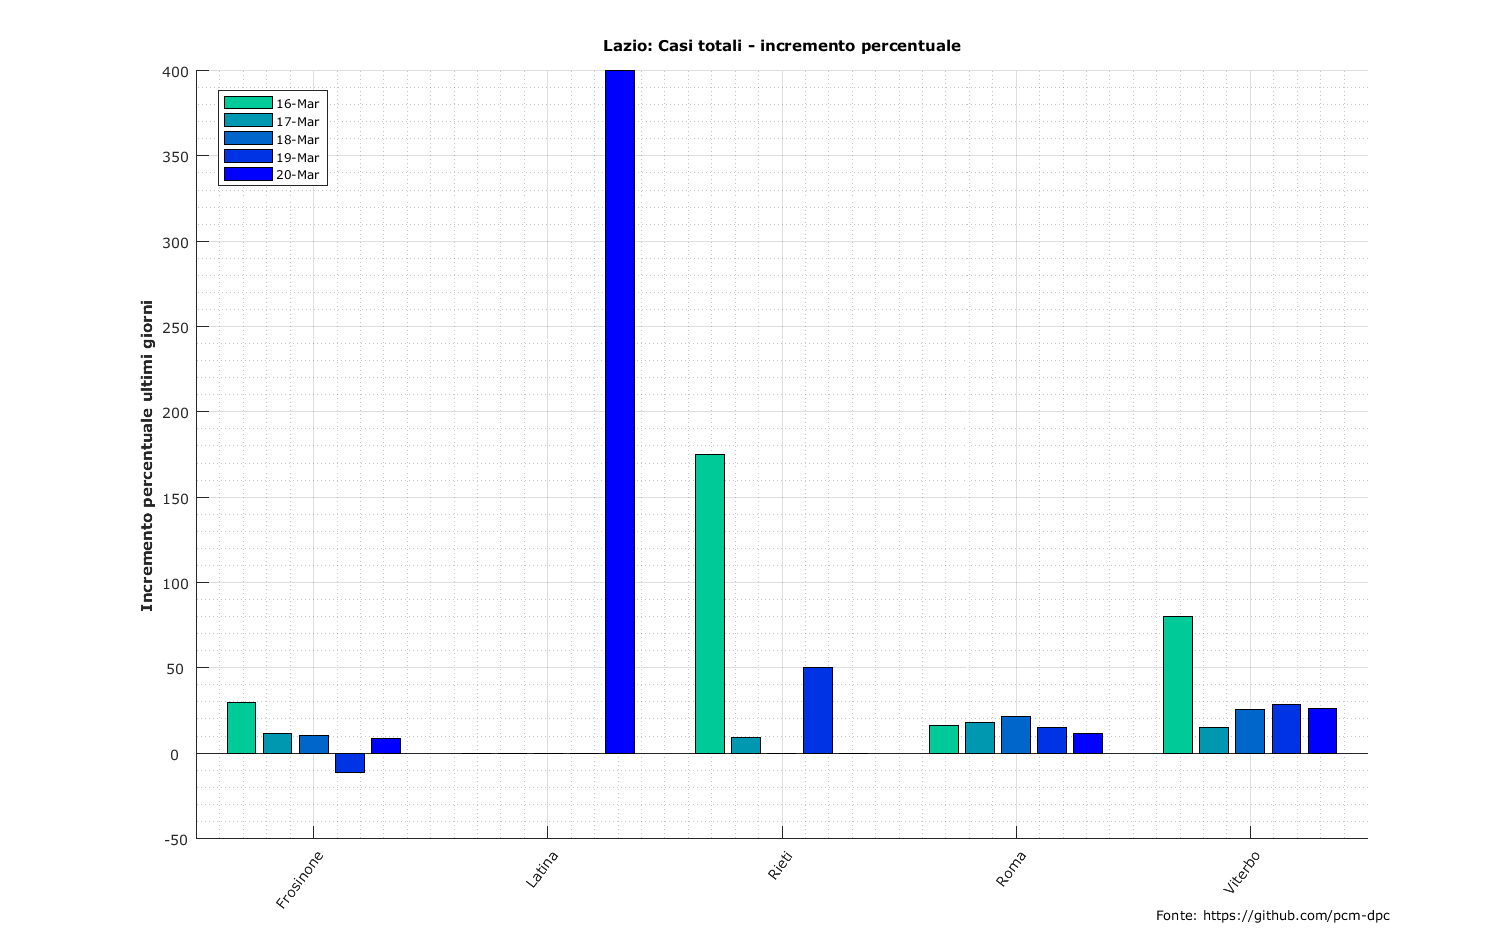 Lazio: Casi totali - incremento percentuale
400
350
300
250
200
150
100
50
0
-50
16-Mar
17-Mar
18-Mar
19-Mar
20-Mar
Incremento percentuale ultimi giorni
Frosinone
Latina
Rieti
Roma
Viterbo
Fonte: https://github.com/pcm-dpc